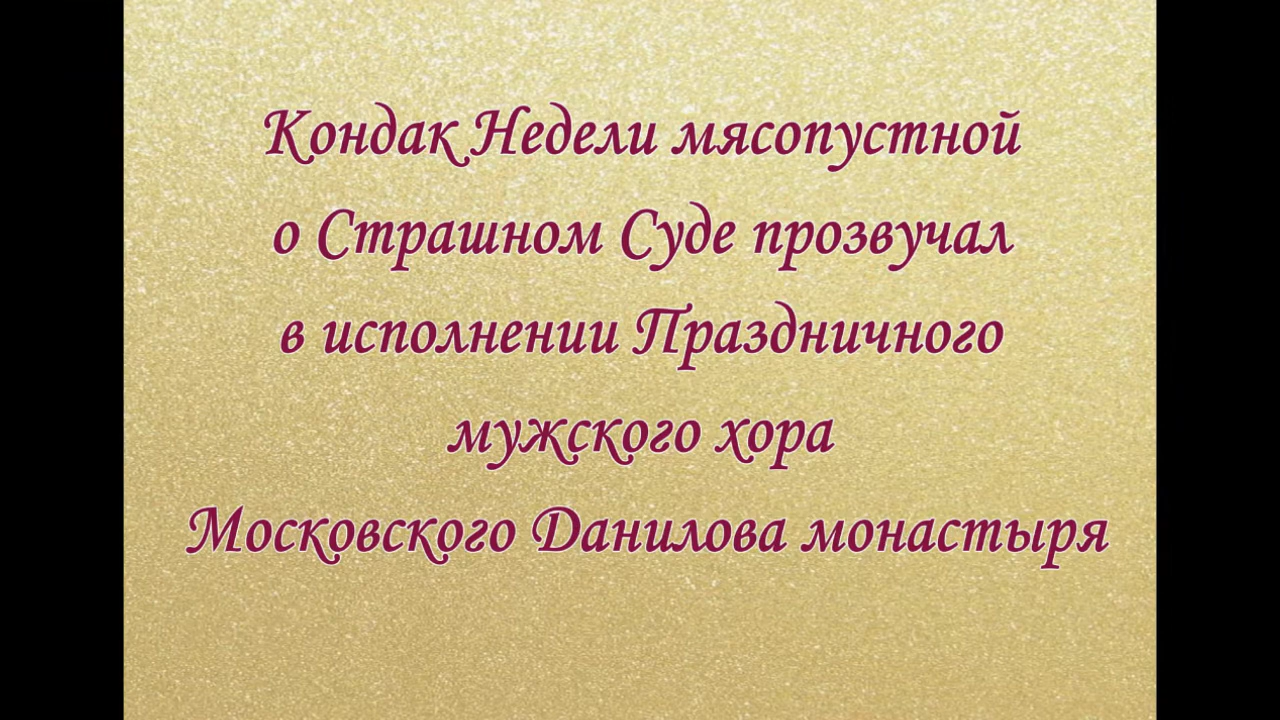 Кондак Недели мясопустной
о Страшном Суде прозвучал
в исполнении Праздничного
мужского хора
Московского Данилова монастыря